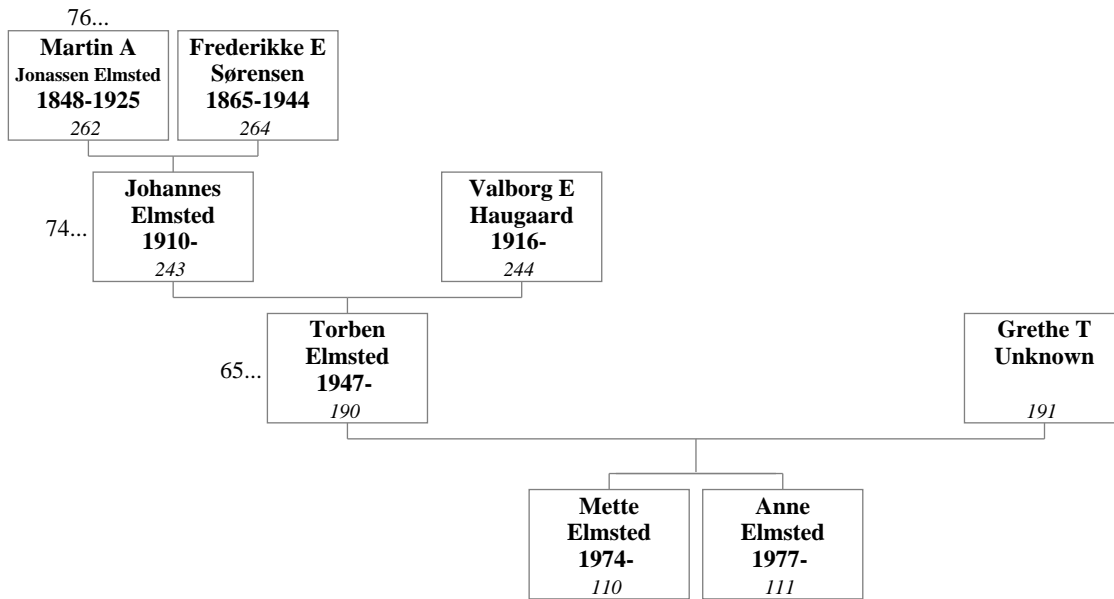 76...
Martin A
Jonassen Elmsted
1848-1925
262
Frederikke E
Sørensen
1865-1944
264
74...
Johannes
Elmsted
1910-
243
Valborg E
Haugaard
1916-
244
65...
Torben
Elmsted
1947-
190
Grethe T
Unknown
191
Mette
Elmsted
1974-
110
Anne
Elmsted
1977-
111